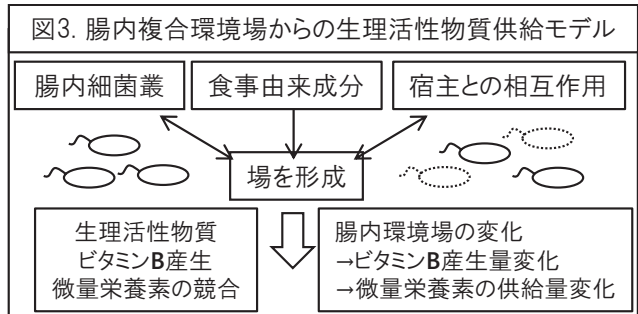 図3. 腸内複合環境場からの生理活性物質供給モデル
腸内細菌叢
食事由来成分
宿主との相互作用
場を形成
生理活性物質
ビタミンB産生
微量栄養素の競合
腸内環境場の変化
→ビタミンB産生量変化
→微量栄養素の供給量変化